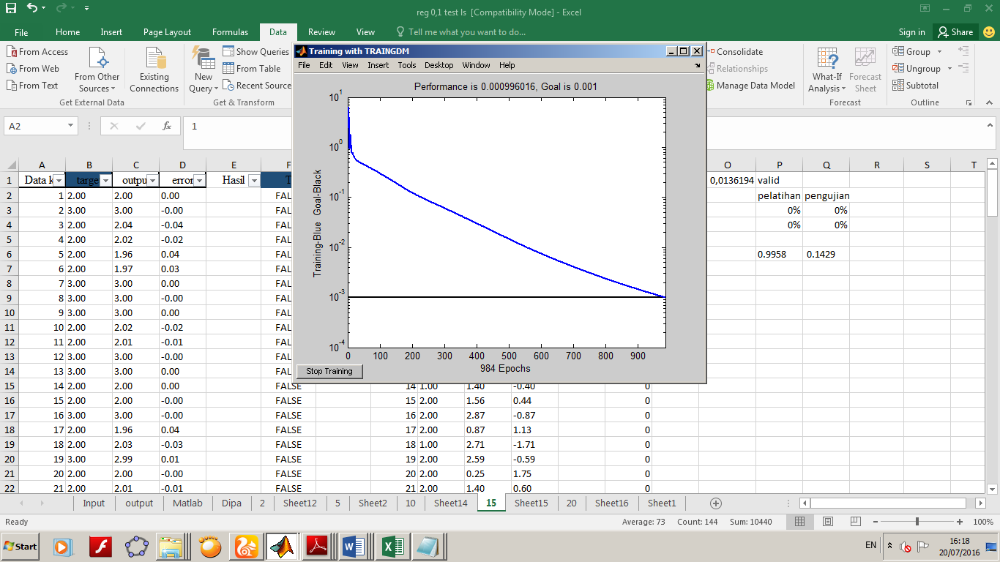 reg 0,1 test ls [Compatibility Mode] - Excel
File Home Insert Page Layout Formulas Data Review View Tell me what you want to do... Sign in Share
From Access
From Web
From Text
From Other Sources
Existing Connections
Get External Data
New Query
Show Queries
From Table
Recent Source
Get & Transform
Consolidate
Relationships
Manage Data Model
What-If Analysis
Forecast Sheet
Forecast
Group
Ungroup
Subtotal
Outline
A2 fx 1
Training with TRAINGDM
File Edit View Insert Tools Desktop Window Help
Performance is 0.000996016, Goal is 0.001
Training-Blue Goal-Black
10^1
10^0
10^-1
10^-2
10^-3
10^-4
0 100 200 300 400 500 600 700 800 900
984 Epochs
Stop Training
A B C D E F O P Q R S T
1 Data k targe outpu error Hasil T 0,0136194 valid
2 1 2.00 2.00 0.00 FAL pelatihan pengujian
3 2 3.00 3.00 -0.00 FAL 0% 0%
4 3 2.00 2.04 -0.04 FAL 0% 0%
5 4 2.00 2.02 -0.02 FAL
6 5 2.00 1.96 0.04 FAL 0.9958 0.1429
7 6 2.00 1.97 0.03 FAL
8 7 3.00 3.00 0.00 FAL
9 8 3.00 3.00 -0.00 FAL
10 9 3.00 3.00 0.00 FAL
11 10 2.00 2.02 -0.02 FAL
12 11 2.00 2.01 -0.01 FAL
13 12 3.00 3.00 -0.00 FAL
14 13 3.00 3.00 0.00 FAL
15 14 2.00 2.00 0.00 FALSE 14 1.00 1.40 -0.40 0
16 15 2.00 2.00 -0.00 FALSE 15 2.00 1.56 0.44 0
17 16 3.00 3.00 -0.00 FALSE 16 2.00 2.87 -0.87 0
18 17 2.00 1.96 0.04 FALSE 17 2.00 0.87 1.13 0
19 18 2.00 2.03 -0.03 FALSE 18 1.00 2.71 -1.71 0
20 19 3.00 2.99 0.01 FALSE 19 2.00 2.59 -0.59 0
21 20 2.00 2.00 -0.00 FALSE 20 2.00 0.25 1.75 0
22 21 2.00 2.01 -0.01 FALSE 21 2.00 1.40 0.60 0
Input output Matlab Dipa 2 Sheet12 5 Sheet2 10 Sheet14 15 Sheet15 20 Sheet16 Sheet1
Ready Average: 73 Count: 144 Sum: 10440 100%
Start EN 16:18
20/07/2016